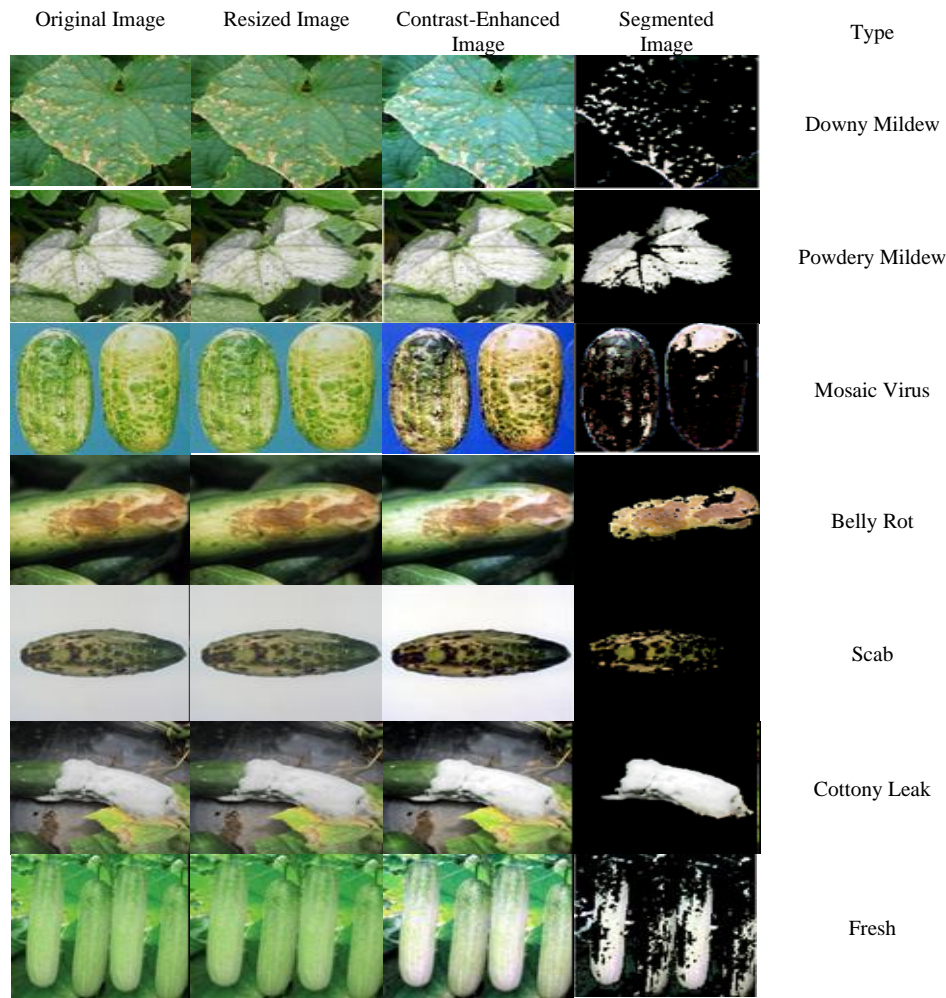 Original Image
Resized Image
Contrast-Enhanced
Image
Segmented
Image
Type
Downy Mildew
Powdery Mildew
Mosaic Virus
Belly Rot
Scab
Cottony Leak
Fresh